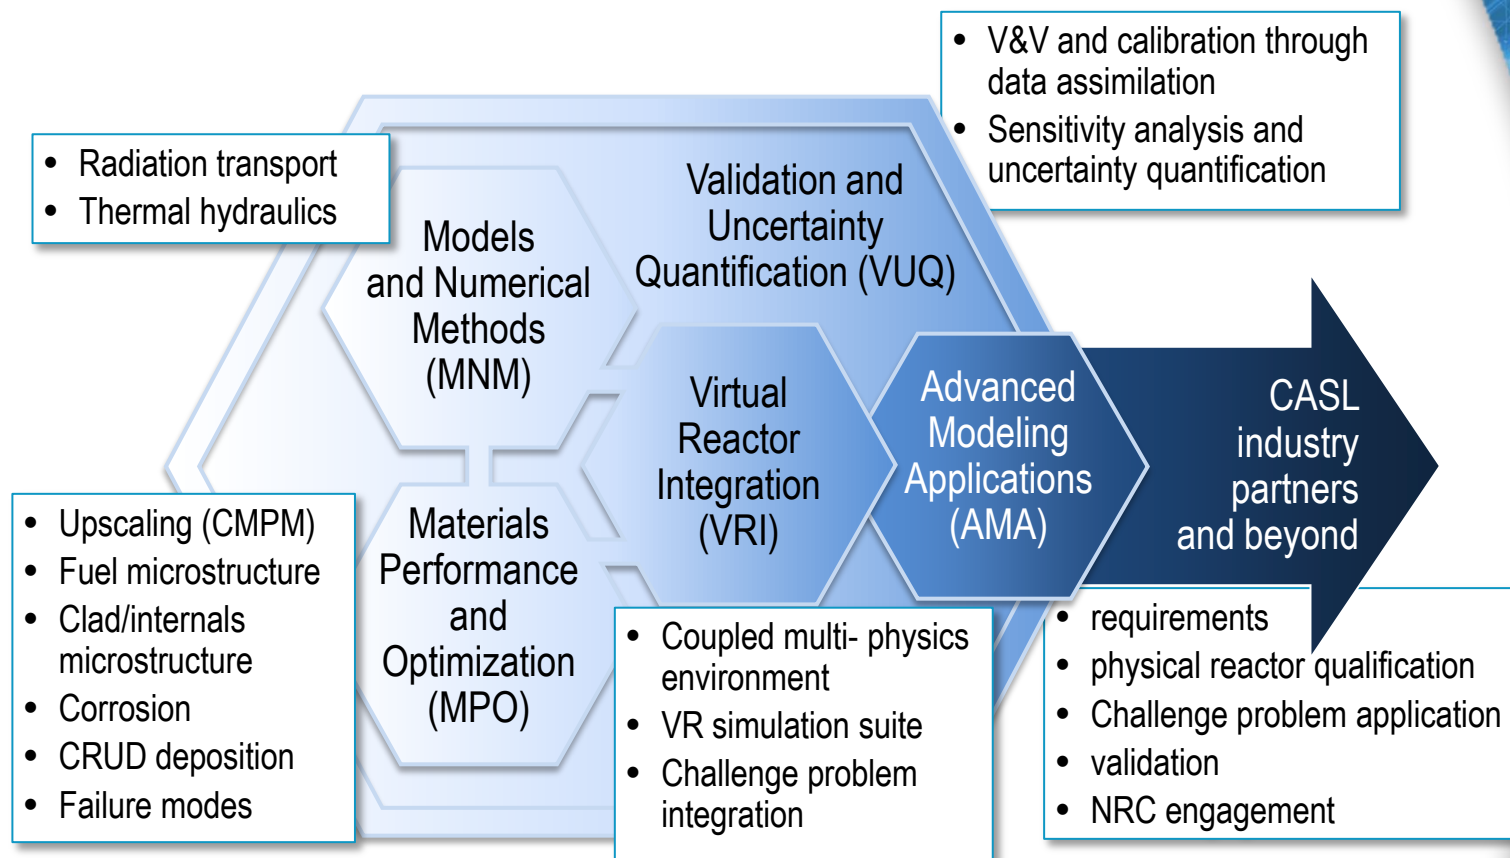 • V&V and calibration through
data assimilation
• Sensitivity analysis and
uncertainty quantification
• Radiation transport
• Thermal hydraulics
Models
and Numerical
Methods
(MNM)
Validation and
Uncertainty
Quantification (VUQ)
Virtual
Reactor
Integration
(VRI)
Advanced
Modeling
Applications
(AMA)
CASL
industry
partners
and beyond
• Upscaling (CMPM)
• Fuel microstructure
• Clad/internals
microstructure
• Corrosion
• CRUD deposition
• Failure modes
Materials
Performance
and
Optimization
(MPO)
• Coupled multi- physics
environment
• VR simulation suite
• Challenge problem
integration
• requirements
• physical reactor qualification
• Challenge problem application
• validation
• NRC engagement